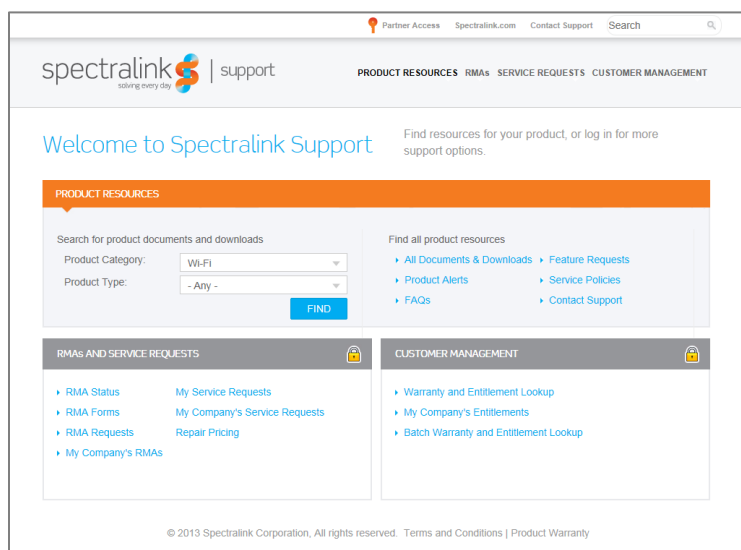 Partner Access Spectralink.com Contact Support Search
spectralink | support
solving every day
PRODUCT RESOURCES RMAs SERVICE REQUESTS CUSTOMER MANAGEMENT
Welcome to Spectralink Support
Find resources for your product, or log in for more
support options.
PRODUCT RESOURCES
Search for product documents and downloads
Product Category: Wi-Fi
Product Type: - Any -
FIND
Find all product resources
All Documents & Downloads Feature Requests
Product Alerts Service Policies
FAQs Contact Support
RMAs AND SERVICE REQUESTS
RMA Status My Service Requests
RMA Forms My Company's Service Requests
RMA Requests Repair Pricing
My Company's RMAs
CUSTOMER MANAGEMENT
Warranty and Entitlement Lookup
My Company's Entitlements
Batch Warranty and Entitlement Lookup
© 2013 Spectralink Corporation, All rights reserved. Terms and Conditions | Product Warranty